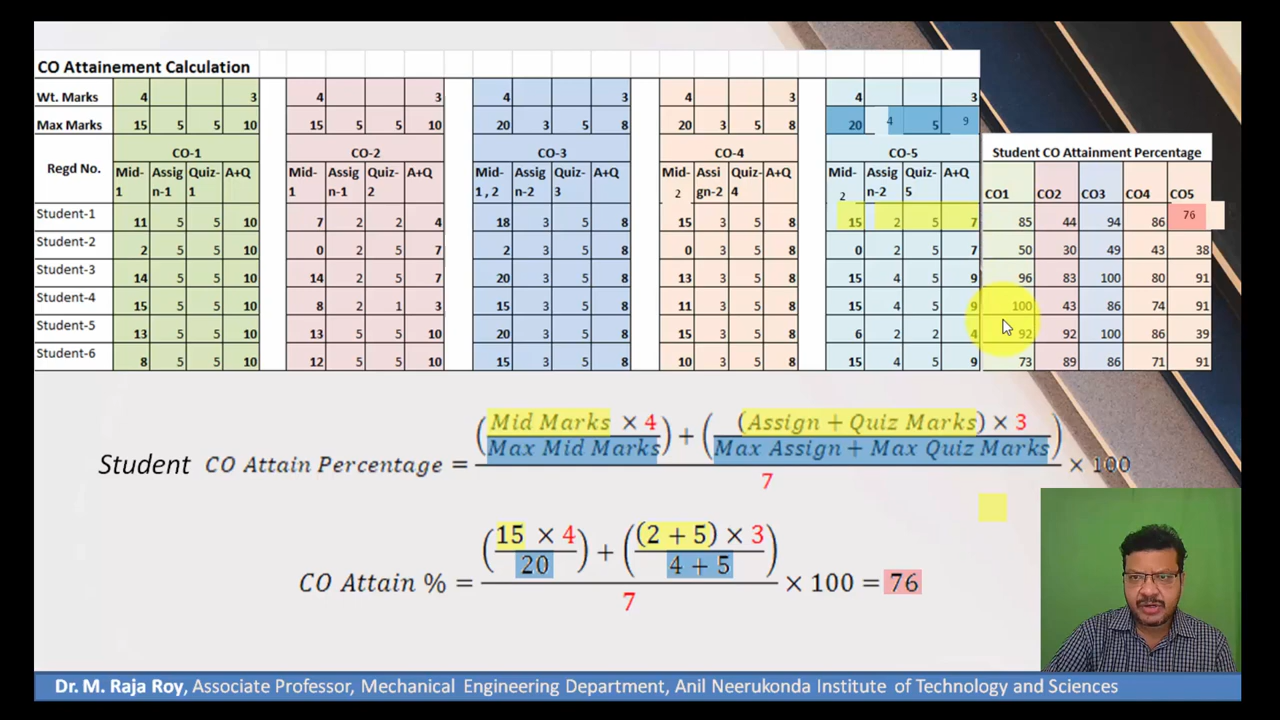 CO Attainement Calculation
Wt. Marks 4 3 4 3 4 3 4 3 4 3
Max Marks 15 5 5 10 15 5 5 10 20 3 5 8 20 3 5 8 20 4 5 9
Regd No. CO-1 CO-2 CO-3 CO-4 CO-5 Student CO Attainment Percentage
Mid-1 Assign-1 Quiz-1 A+Q Mid-1 Assign-1 Quiz-2 A+Q Mid-1, 2 Assign-2 Quiz-3 A+Q Mid-2 Assign-2 Quiz-4 A+Q Mid-2 Assign-2 Quiz-5 A+Q CO1 CO2 CO3 CO4 CO5
Student-1 11 5 5 10 7 2 2 4 18 3 5 8 15 3 5 8 15 2 5 7 85 44 94 86 76
Student-2 2 5 5 10 0 2 5 7 2 3 5 8 0 3 5 8 0 2 5 7 50 30 49 43 38
Student-3 14 5 5 10 14 2 5 7 20 3 5 8 13 3 5 8 15 4 5 9 96 83 100 80 91
Student-4 15 5 5 10 8 2 1 3 15 3 5 8 11 3 5 8 15 4 5 9 100 43 86 74 91
Student-5 13 5 5 10 13 5 5 10 20 3 5 8 15 3 5 8 6 2 2 4 92 92 100 86 39
Student-6 8 5 5 10 12 5 5 10 15 3 5 8 10 3 5 8 15 4 5 9 73 89 86 71 91
Student CO Attain Percentage = ((Mid Marks × 4 / Max Mid Marks) + ((Assign + Quiz Marks) × 3 / Max Assign + Max Quiz Marks)) / 7 × 100
CO Attain % = ((15 × 4 / 20) + ((2 + 5) × 3 / 4 + 5)) / 7 × 100 = 76
Dr. M. Raja Roy, Associate Professor, Mechanical Engineering Department, Anil Neerukonda Institute of Technology and Sciences